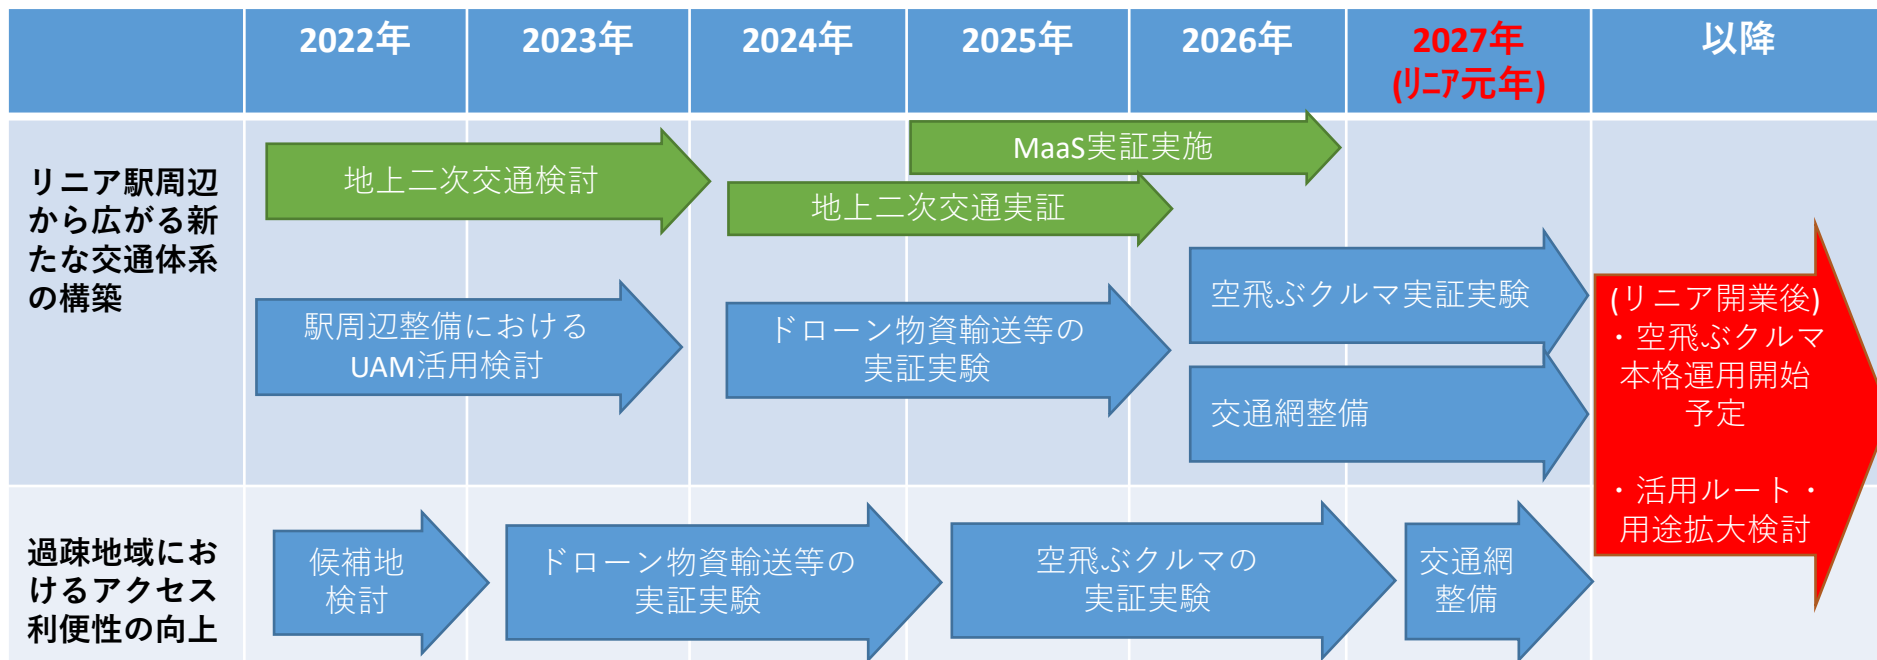 2022年
2023年
2024年
2025年
2026年
2027年
(ﾘﾆｱ元年)
以降
リニア駅周辺
から広がる新
たな交通体系
の構築
地上二次交通検討
MaaS実証実施
地上二次交通実証
駅周辺整備における
UAM活用検討
ドローン物資輸送等の
実証実験
空飛ぶクルマ実証実験
交通網整備
(リニア開業後)
・空飛ぶクルマ
本格運用開始
予定
・活用ルート・
用途拡大検討
過疎地域にお
けるアクセス
利便性の向上
候補地
検討
ドローン物資輸送等の
実証実験
空飛ぶクルマの
実証実験
交通網
整備